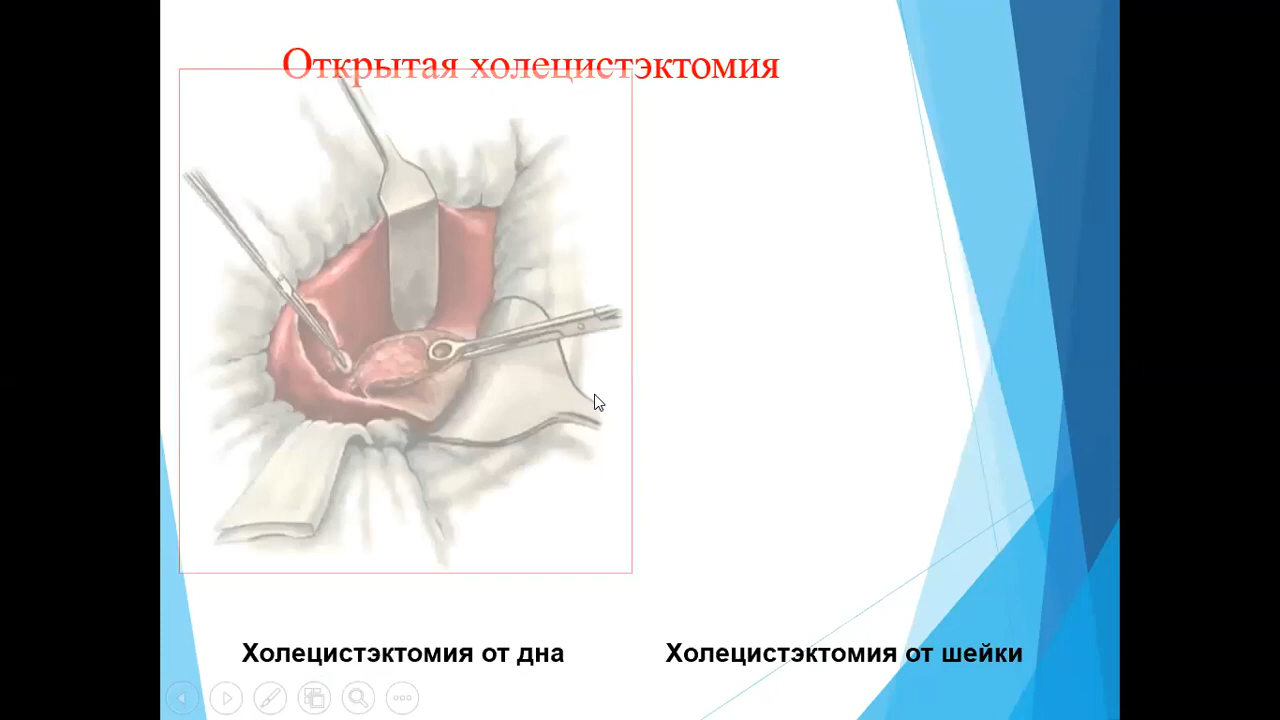 Открытая холецистэктомия
Холецистэктомия от дна
Холецистэктомия от шейки